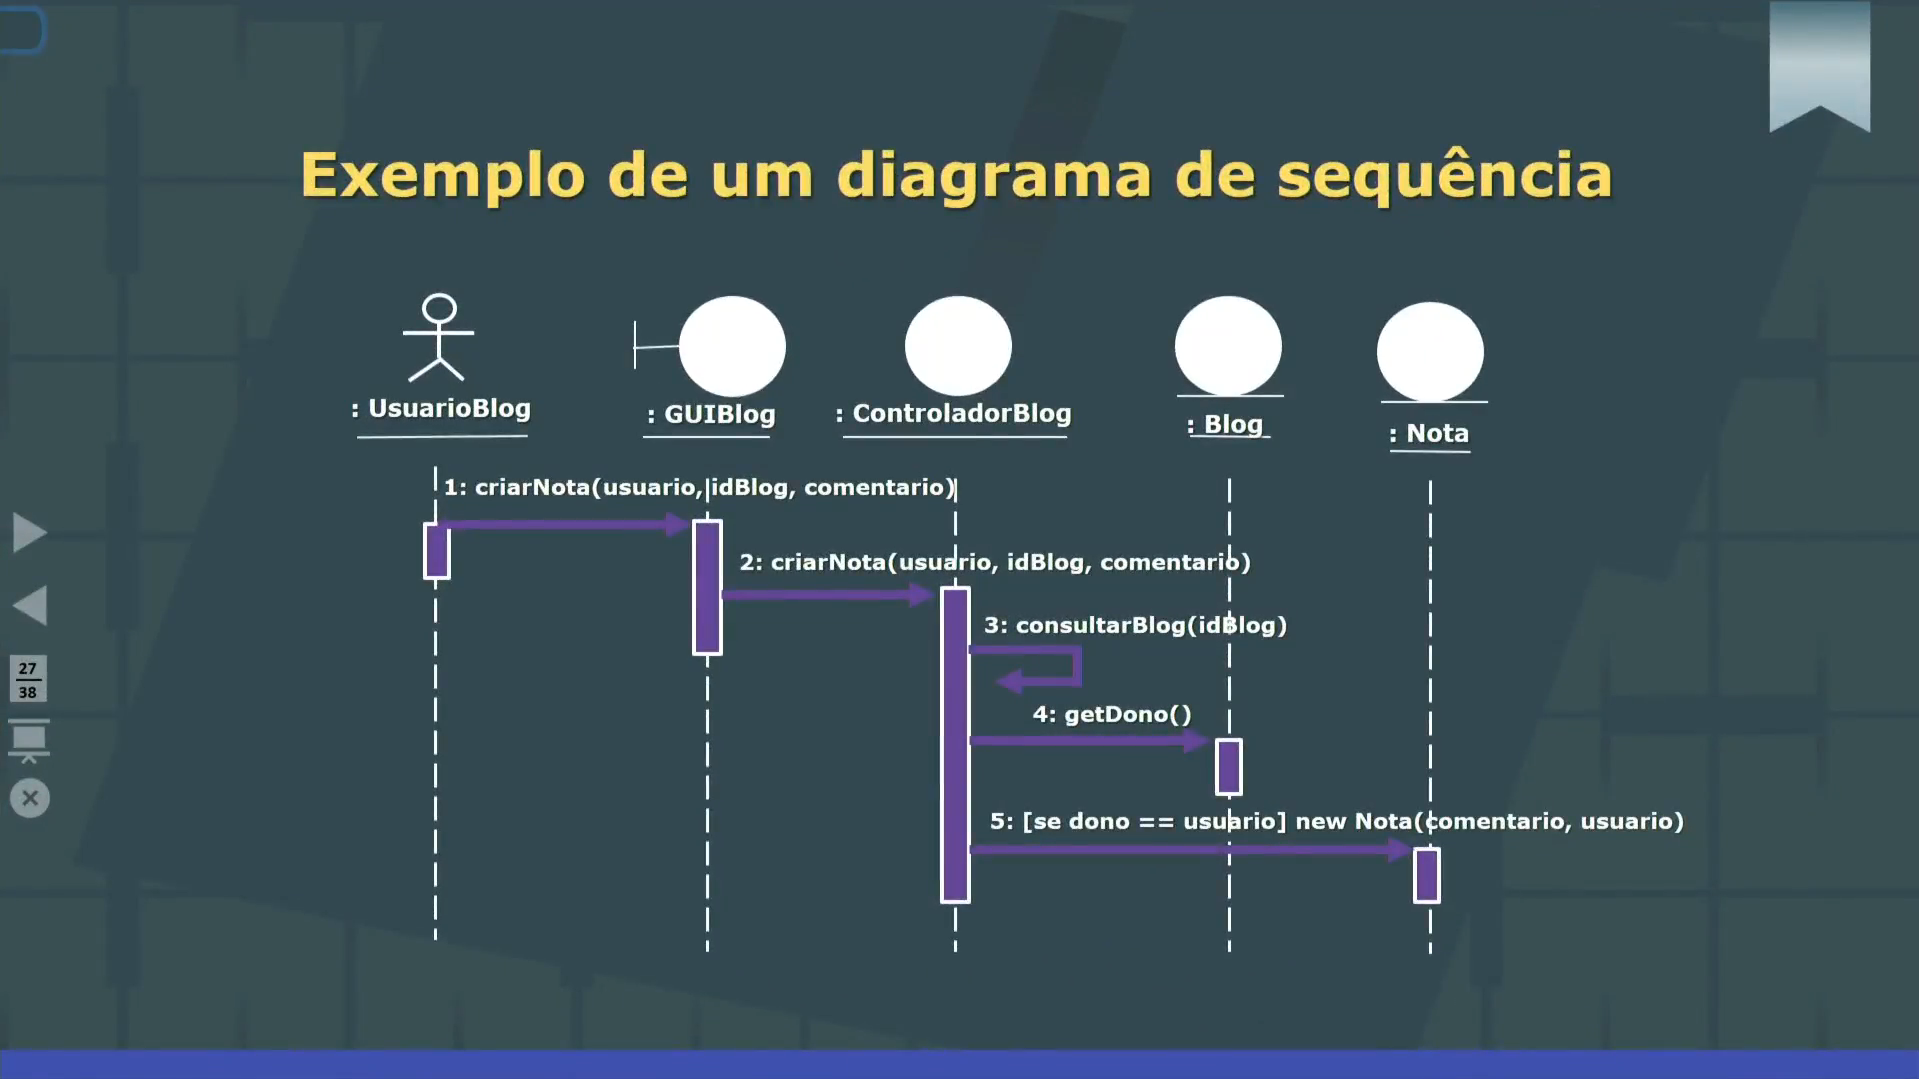 Exemplo de um diagrama de sequência
: UsuarioBlog
: GUIBlog
: ControladorBlog
: Blog
: Nota
1: criarNota(usuario, idBlog, comentario)
2: criarNota(usuario, idBlog, comentario)
3: consultarBlog(idBlog)
4: getDono()
5: [se dono == usuario] new Nota(comentario, usuario)
27
38